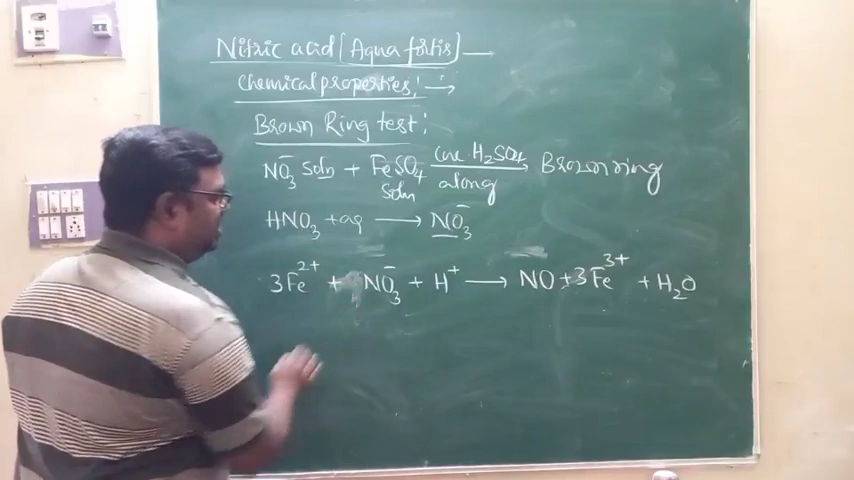 Nitric acid (Aqua fortis) —
Chemical properties: →
Brown Ring test:
NO₃⁻ Soln + FeSO₄ Soln —conc H₂SO₄ along→ Brown ring
HNO₃ + aq → NO₃⁻
3Fe²⁺ + NO₃⁻ + H⁺ → NO + 3Fe³⁺ + H₂O